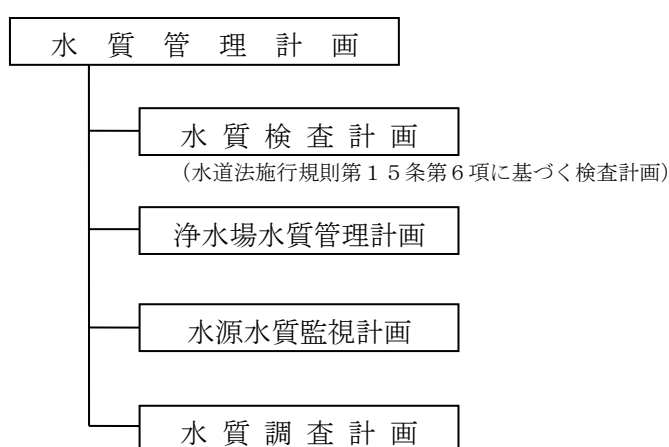 水質管理計画
水質検査計画
（水道法施行規則第１５条第６項に基づく検査計画）
浄水場水質管理計画
水源水質監視計画
水質調査計画